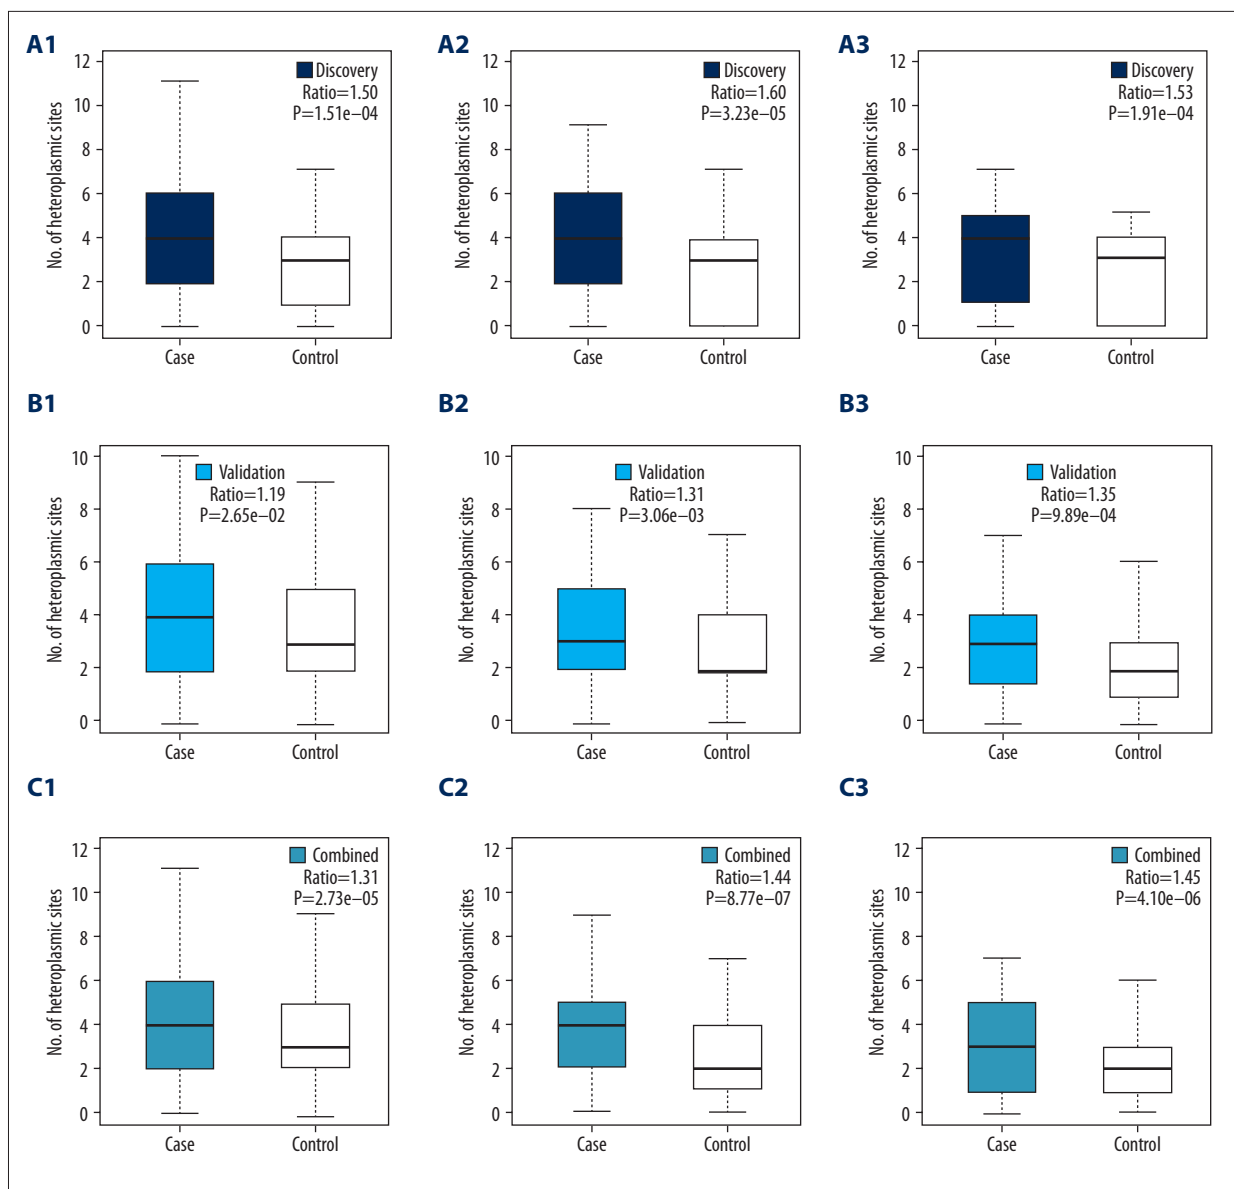 A1
A2
A3
No. of heteroplasmic sites
12
10
8
6
4
2
0
Discovery
Ratio=1.50
P=1.51e–04
Case
Control
No. of heteroplasmic sites
12
10
8
6
4
2
0
Discovery
Ratio=1.60
P=3.23e–05
Case
Control
No. of heteroplasmic sites
12
10
8
6
4
2
0
Discovery
Ratio=1.53
P=1.91e–04
Case
Control
B1
B2
B3
No. of heteroplasmic sites
10
8
6
4
2
0
Validation
Ratio=1.19
P=2.65e–02
Case
Control
No. of heteroplasmic sites
10
8
6
4
2
0
Validation
Ratio=1.31
P=3.06e–03
Case
Control
No. of heteroplasmic sites
10
8
6
4
2
0
Validation
Ratio=1.35
P=9.89e–04
Case
Control
C1
C2
C3
No. of heteroplasmic sites
12
10
8
6
4
2
0
Combined
Ratio=1.31
P=2.73e–05
Case
Control
No. of heteroplasmic sites
12
10
8
6
4
2
0
Combined
Ratio=1.44
P=8.77e–07
Case
Control
No. of heteroplasmic sites
12
10
8
6
4
2
0
Combined
Ratio=1.45
P=4.10e–06
Case
Control